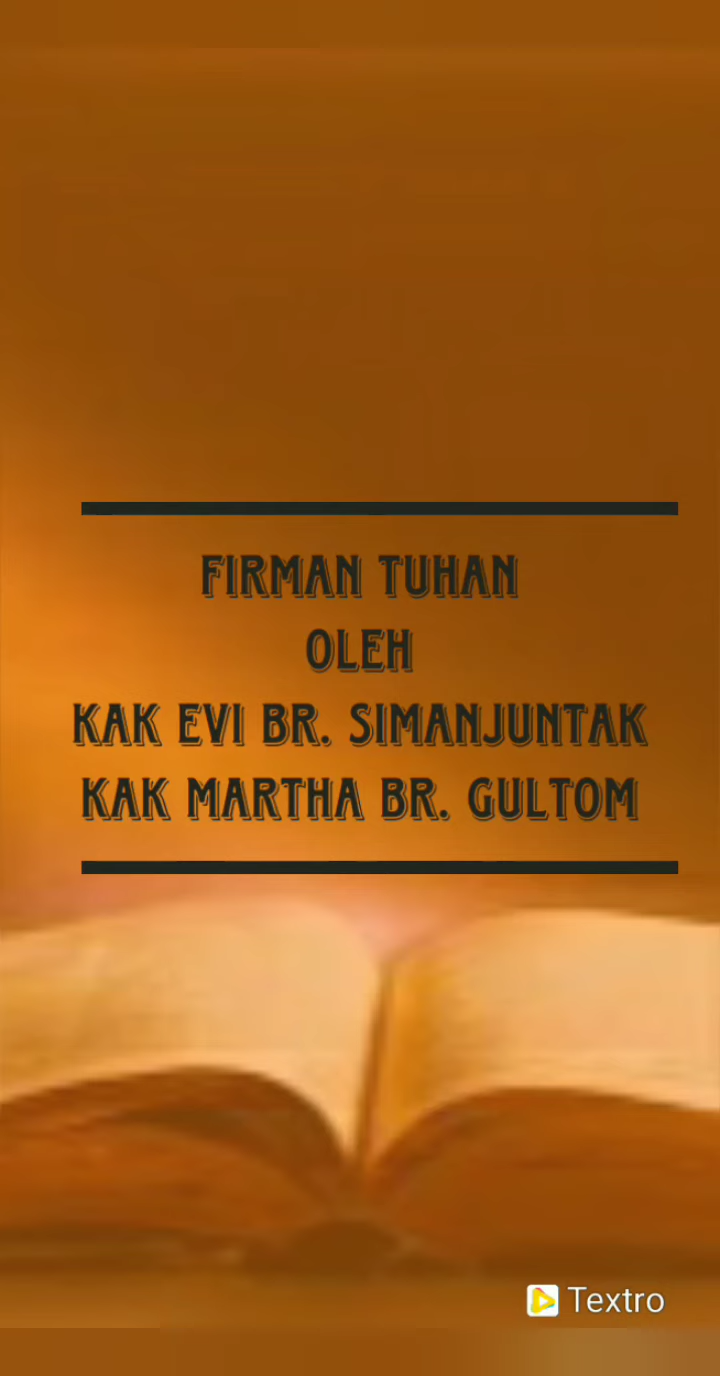 FIRMAN TUHAN
OLEH
KAK EVI BR. SIMANJUNTAK
KAK MARTHA BR. GULTOM
Textro